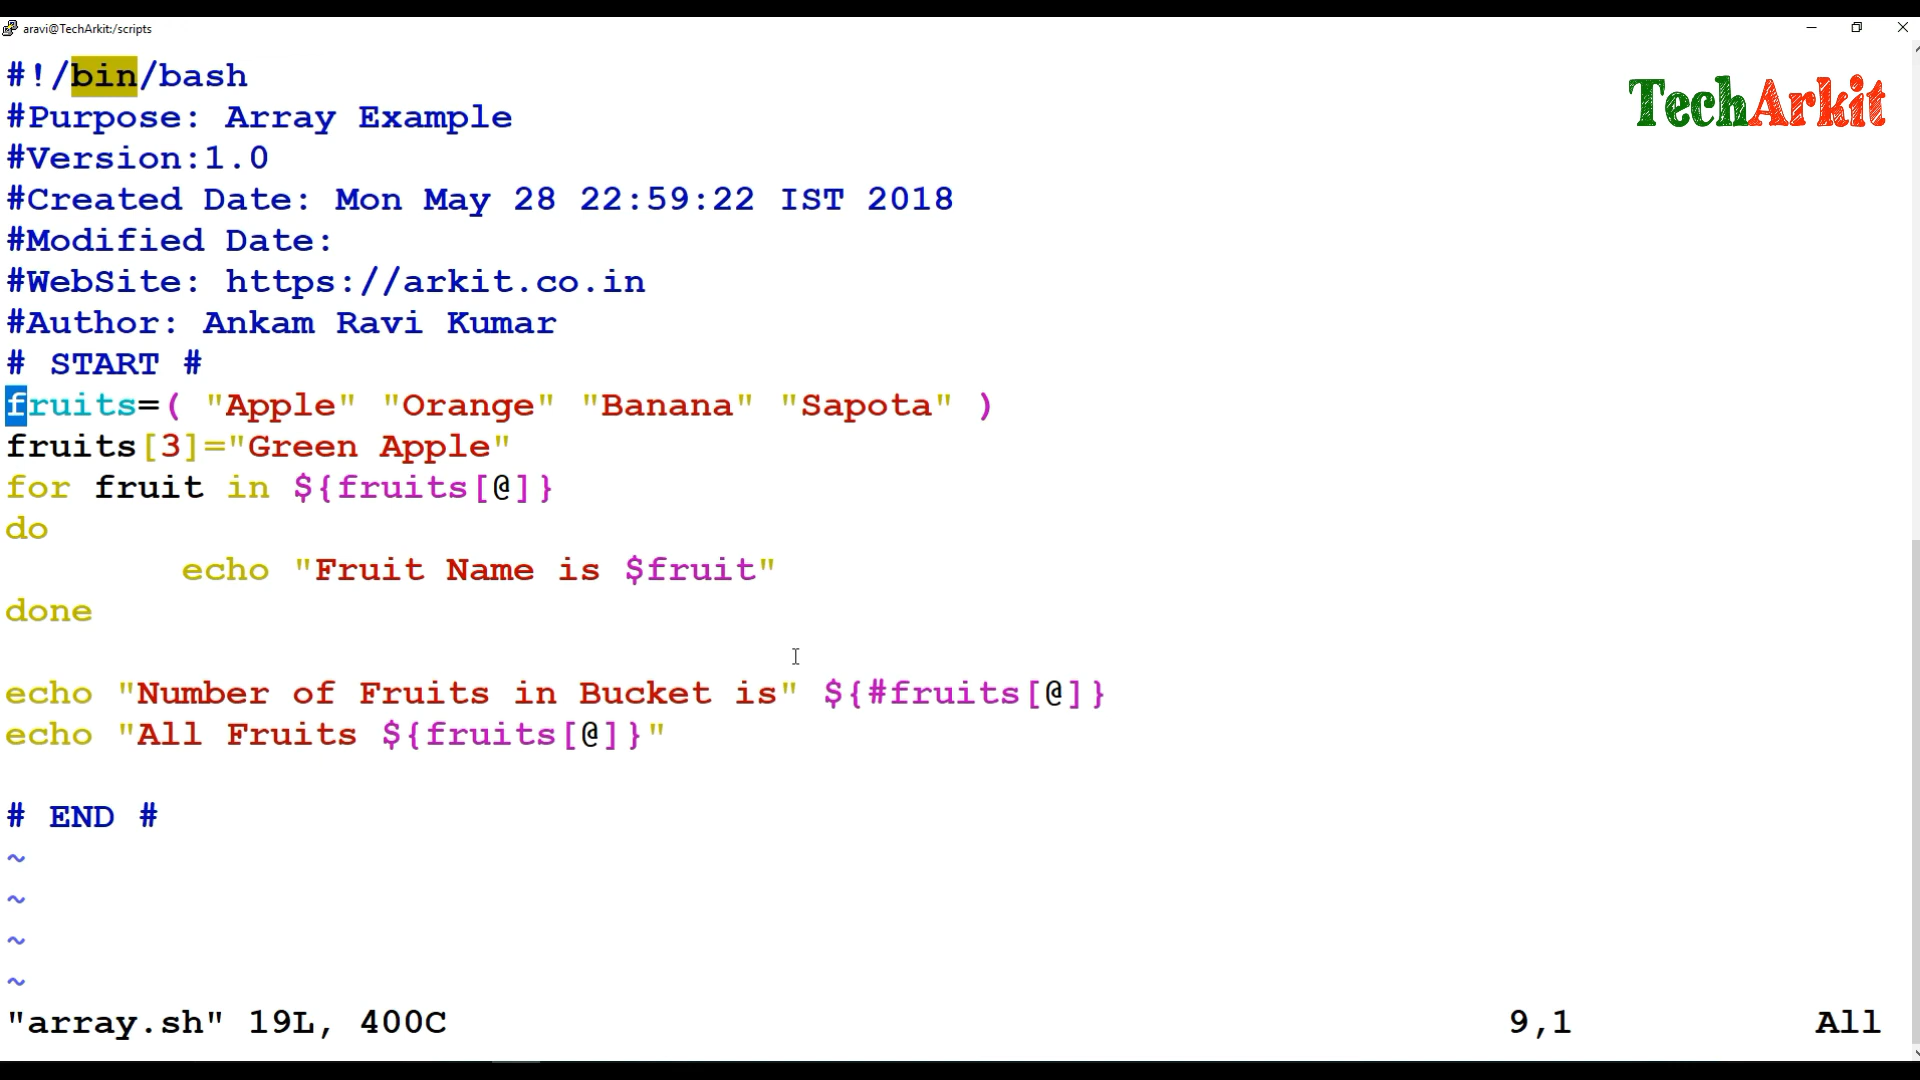 aravi@TechArkit:/scripts
#!/bin/bash
TechArkit
#Purpose: Array Example
#Version:1.0
#Created Date: Mon May 28 22:59:22 IST 2018
#Modified Date:
#WebSite: https://arkit.co.in
#Author: Ankam Ravi Kumar
# START #
fruits=( "Apple" "Orange" "Banana" "Sapota" )
fruits[3]="Green Apple"
for fruit in ${fruits[@]}
do
        echo "Fruit Name is $fruit"
done
echo "Number of Fruits in Bucket is" ${#fruits[@]}
echo "All Fruits ${fruits[@]}"
# END #
~
~
~
~
"array.sh" 19L, 400C 9,1 All